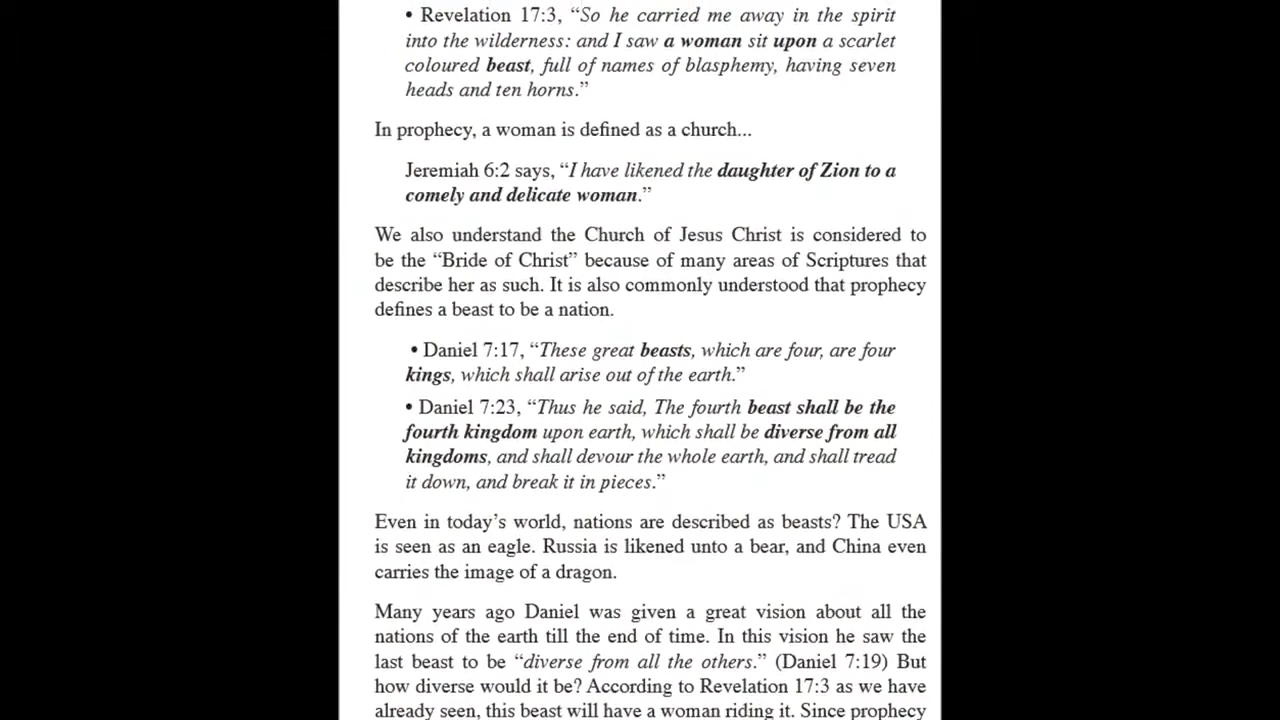 • Revelation 17:3, “So he carried me away in the spirit
into the wilderness: and I saw a woman sit upon a scarlet
coloured beast, full of names of blasphemy, having seven
heads and ten horns.”
In prophecy, a woman is defined as a church...
Jeremiah 6:2 says, “I have likened the daughter of Zion to a
comely and delicate woman.”
We also understand the Church of Jesus Christ is considered to
be the “Bride of Christ” because of many areas of Scriptures that
describe her as such. It is also commonly understood that prophecy
defines a beast to be a nation.
• Daniel 7:17, “These great beasts, which are four, are four
kings, which shall arise out of the earth.”
• Daniel 7:23, “Thus he said, The fourth beast shall be the
fourth kingdom upon earth, which shall be diverse from all
kingdoms, and shall devour the whole earth, and shall tread
it down, and break it in pieces.”
Even in today’s world, nations are described as beasts? The USA
is seen as an eagle. Russia is likened unto a bear, and China even
carries the image of a dragon.
Many years ago Daniel was given a great vision about all the
nations of the earth till the end of time. In this vision he saw the
last beast to be “diverse from all the others.” (Daniel 7:19) But
how diverse would it be? According to Revelation 17:3 as we have
already seen, this beast will have a woman riding it. Since prophecy